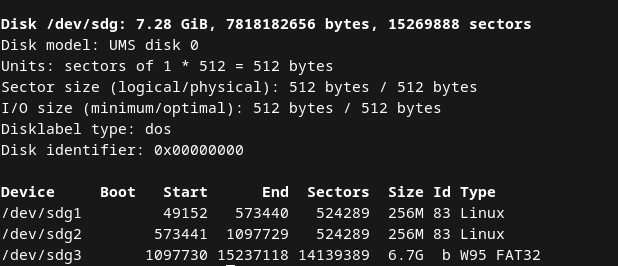 Disk /dev/sdg: 7.28 GiB, 7818182656 bytes, 15269888 sectors
Disk model: UMS disk 0
Units: sectors of 1 * 512 = 512 bytes
Sector size (logical/physical): 512 bytes / 512 bytes
I/O size (minimum/optimal): 512 bytes / 512 bytes
Disklabel type: dos
Disk identifier: 0x00000000

Device     Boot   Start      End  Sectors  Size Id Type
/dev/sdg1         49152   573440   524289  256M 83 Linux
/dev/sdg2        573441  1097729   524289  256M 83 Linux
/dev/sdg3       1097730 15237118 14139389  6.7G  b W95 FAT32